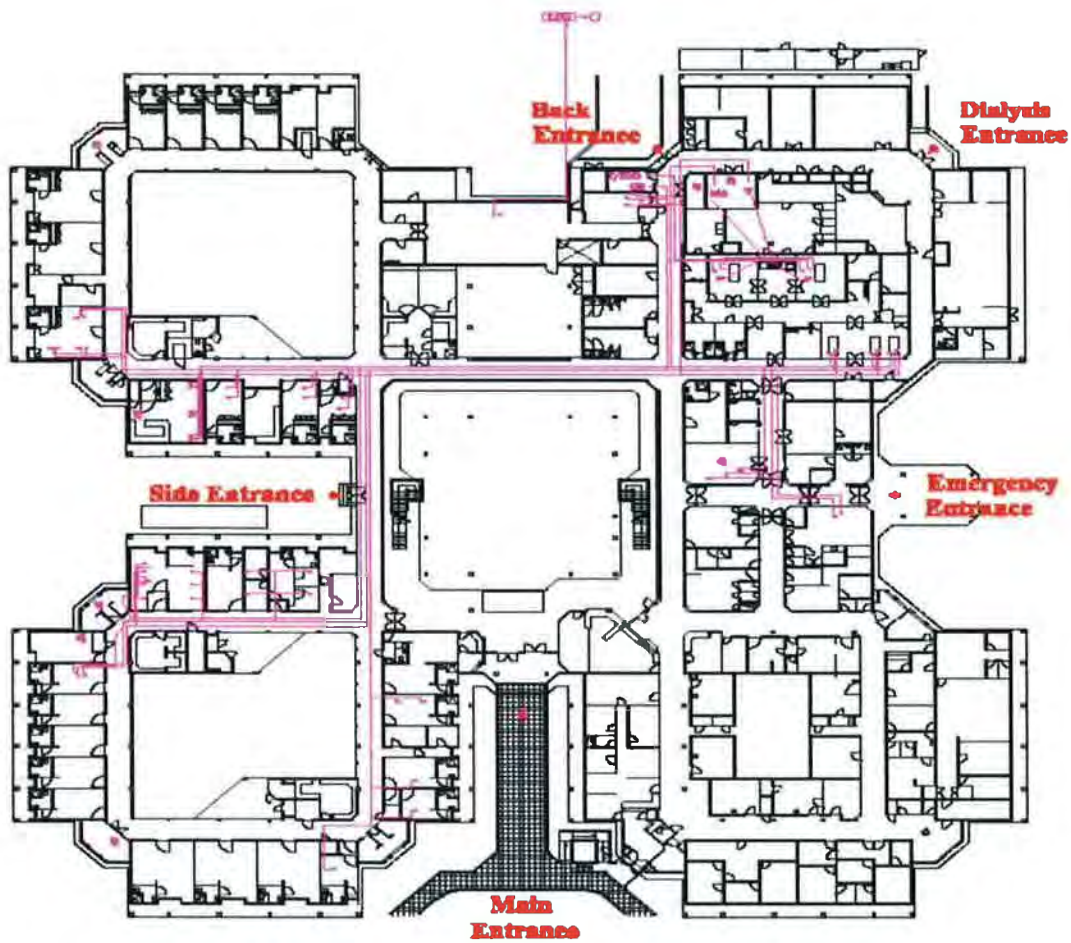 Back
Entrance
Dialysis
Entrance
Side Entrance
Emergency
Entrance
Main
Entrance